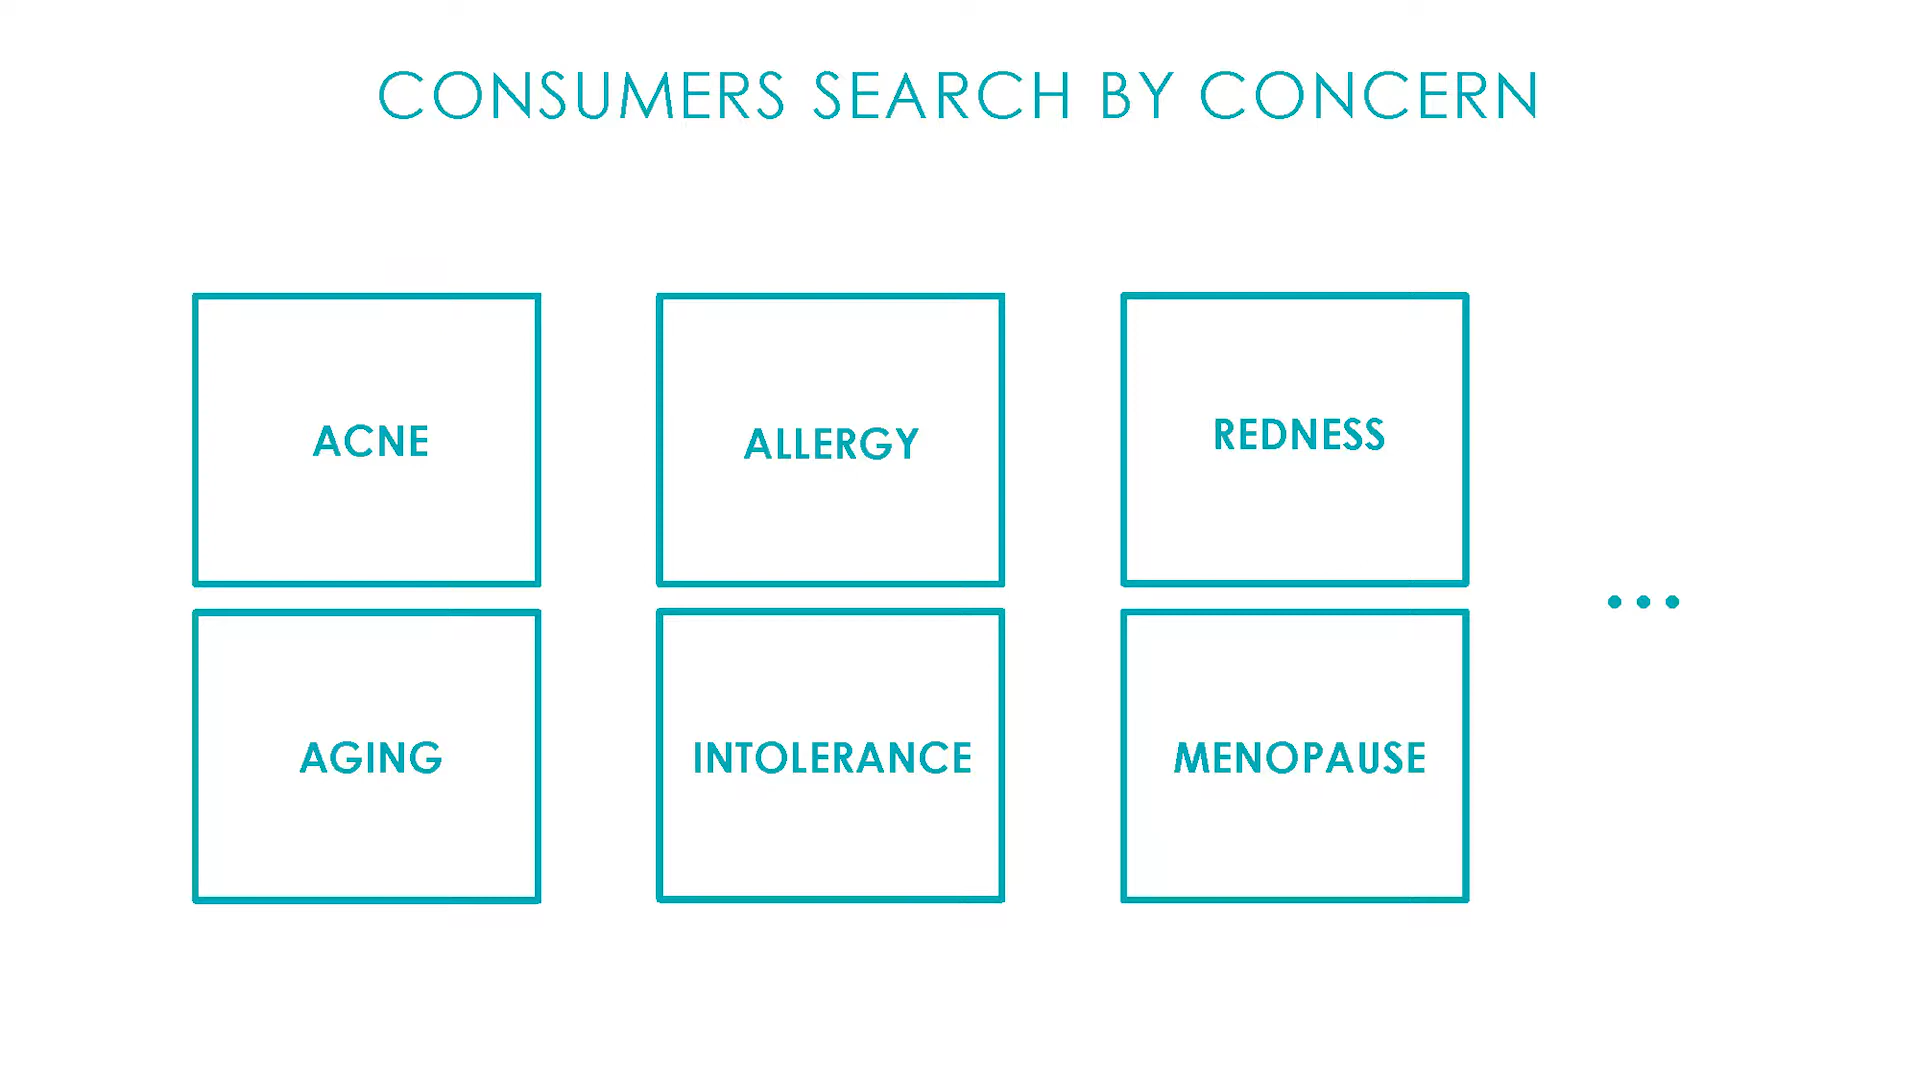 CONSUMERS SEARCH BY CONCERN
ACNE
ALLERGY
REDNESS
...
AGING
INTOLERANCE
MENOPAUSE